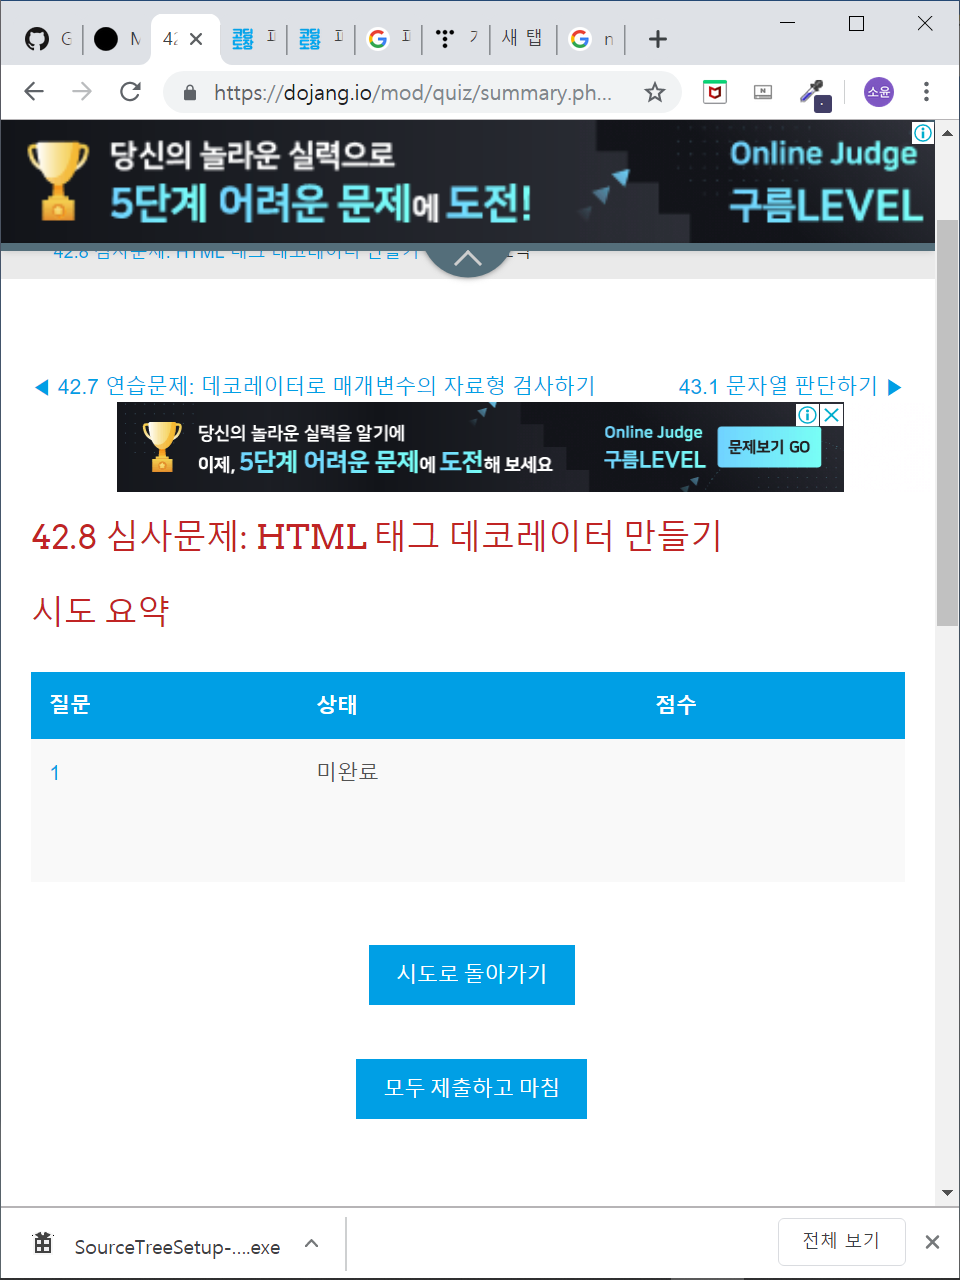 42
새 탭
https://dojang.io/mod/quiz/summary.ph...
소윤
당신의 놀라운 실력으로
5단계 어려운 문제에 도전!
Online Judge
구름LEVEL
42.8 심사문제: HTML 태그 데코레이터 만들기
◀ 42.7 연습문제: 데코레이터로 매개변수의 자료형 검사하기
43.1 문자열 판단하기 ▶
당신의 놀라운 실력을 알기에
이제, 5단계 어려운 문제에 도전해 보세요
Online Judge
구름LEVEL
문제보기 GO
42.8 심사문제: HTML 태그 데코레이터 만들기
시도 요약
질문 상태 점수
1 미완료
시도로 돌아가기
모두 제출하고 마침
SourceTreeSetup-....exe
전체 보기